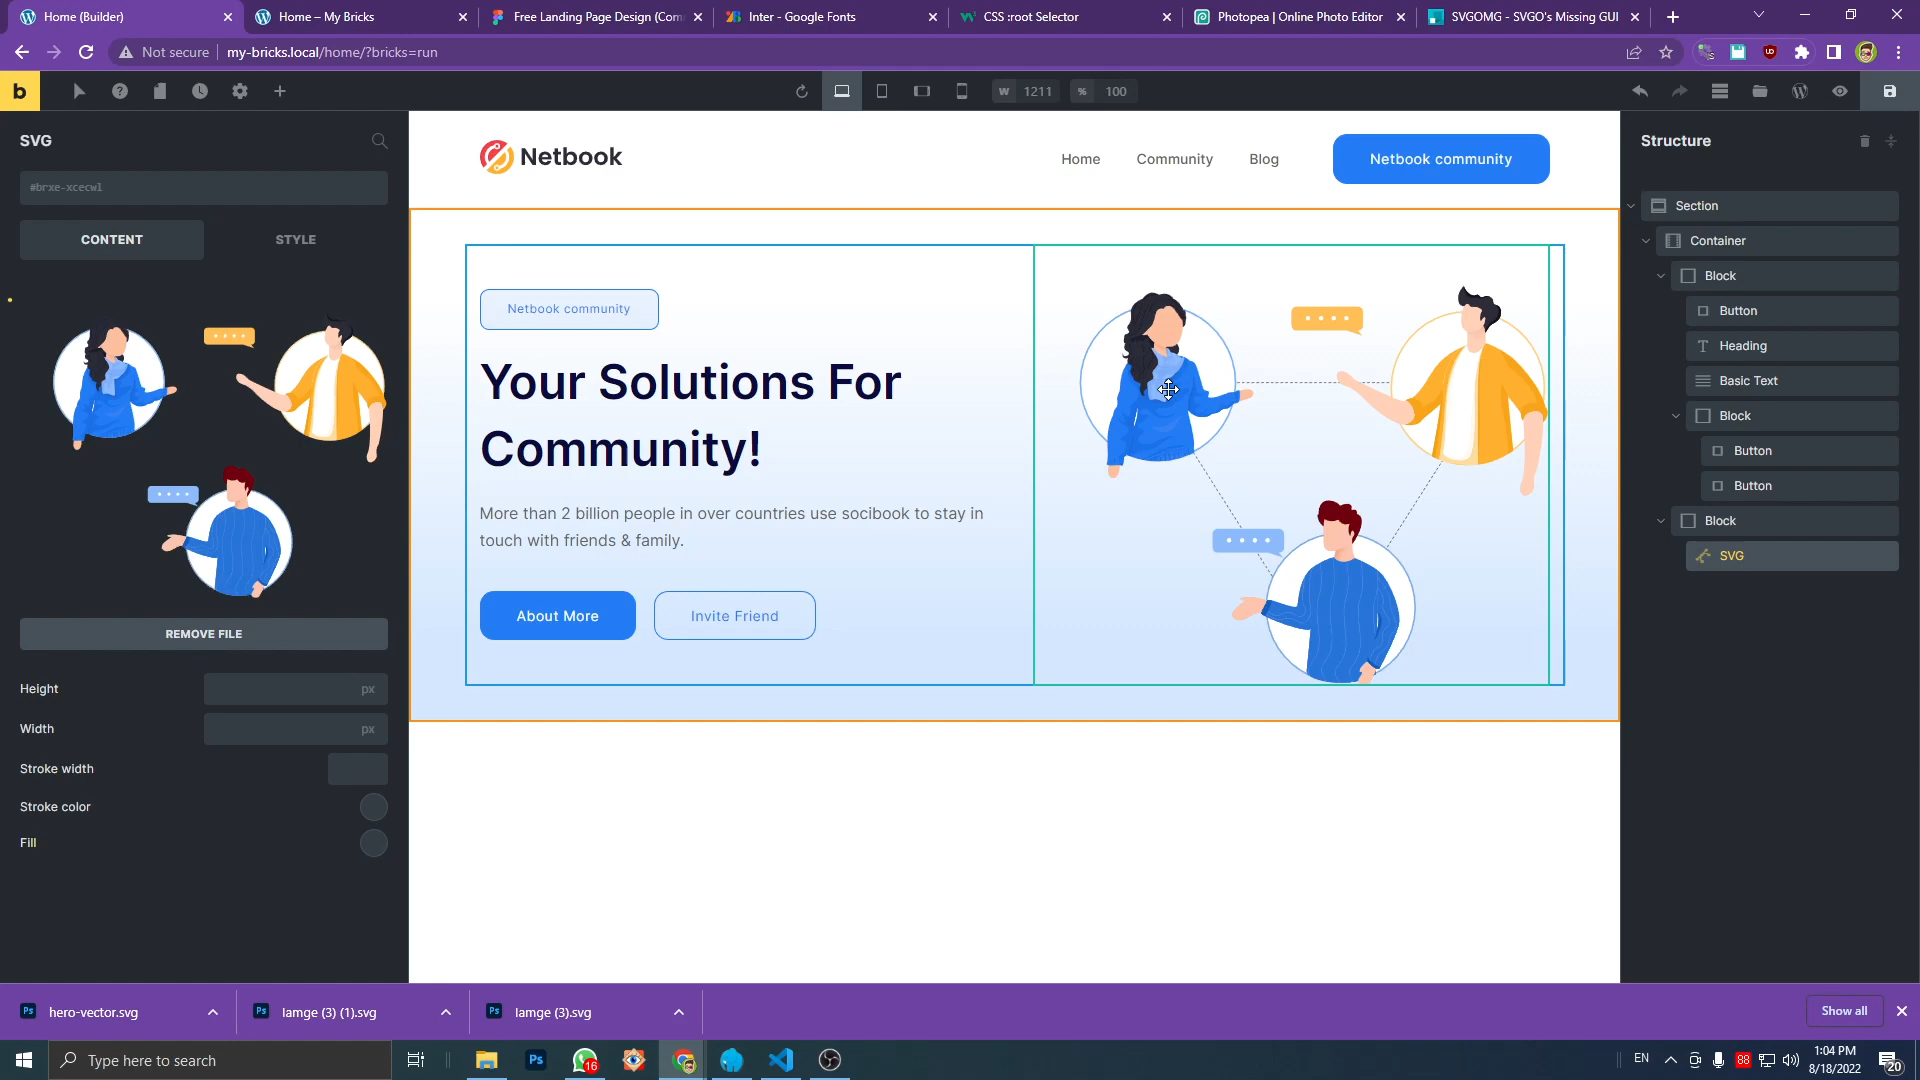 Home (Builder)
Home – My Bricks
Free Landing Page Design (Com
Inter - Google Fonts
CSS :root Selector
Photopea | Online Photo Editor
SVGOMG - SVGO's Missing GUI
Not secure
my-bricks.local/home/?bricks=run
b
W 1211
% 100
SVG
#brxe-xcecwl
CONTENT
STYLE
REMOVE FILE
Height
px
Width
px
Stroke width
Stroke color
Fill
Netbook
Home
Community
Blog
Netbook community
Netbook community
Your Solutions For
Community!
More than 2 billion people in over countries use socibook to stay in
touch with friends & family.
About More
Invite Friend
Structure
Section
Container
Block
Button
Heading
Basic Text
Block
Button
Button
Block
SVG
hero-vector.svg
Iamge (3) (1).svg
Iamge (3).svg
Show all
Type here to search
Ps
16
EN
88
1:04 PM
8/18/2022
20